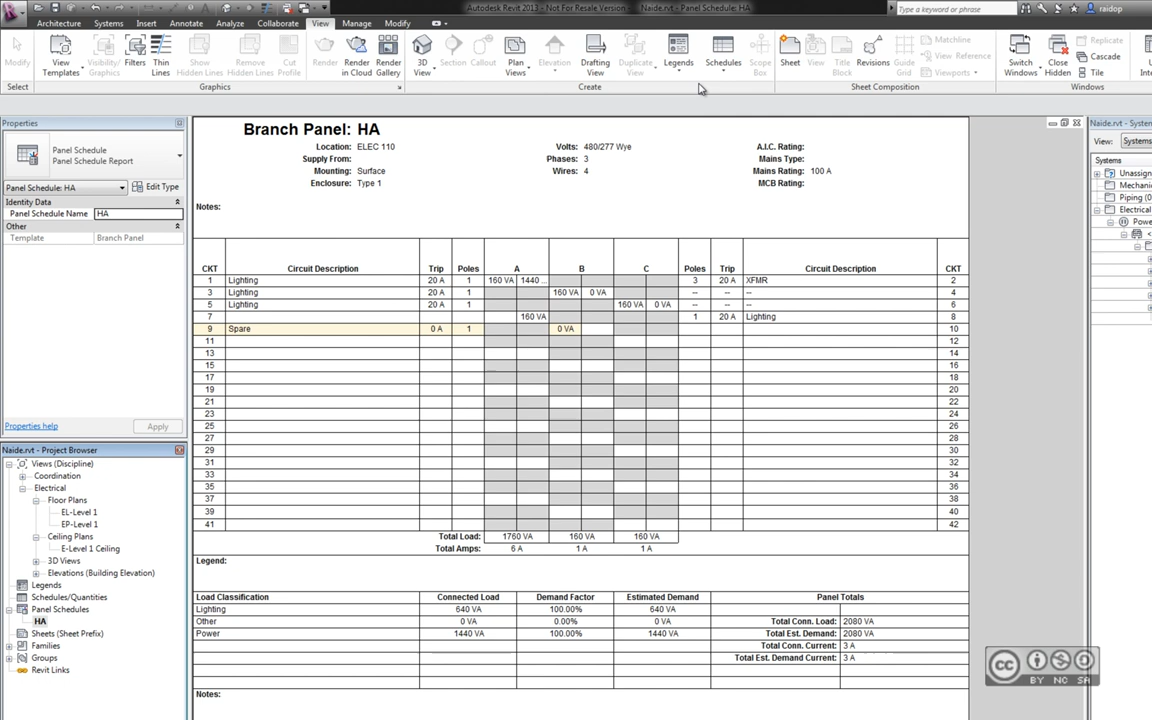 Autodesk Revit 2013 - Not For Resale Version - Naide.rvt - Panel Schedule: HA
Type a keyword or phrase
raidop
Architecture Systems Insert Annotate Analyze Collaborate View Manage Modify
Modify
View Templates
Visibility/ Graphics
Filters
Thin Lines
Show Hidden Lines
Remove Hidden Lines
Cut Profile
Render
Render in Cloud
Render Gallery
3D View
Section
Callout
Plan Views
Elevation
Drafting View
Duplicate View
Legends
Schedules
Scope Box
Sheet
View
Title Block
Revisions
Guide Grid
Matchline
View Reference
Viewports
Switch Windows
Close Hidden
Replicate
Cascade
Tile
Select
Graphics
Create
Sheet Composition
Windows
Properties
Panel Schedule
Panel Schedule Report
Panel Schedule: HA
Edit Type
Identity Data
Panel Schedule Name HA
Other
Template Branch Panel
Properties help
Apply
Naide.rvt - Project Browser
Views (Discipline)
Coordination
Electrical
Floor Plans
EL-Level 1
EP-Level 1
Ceiling Plans
E-Level 1 Ceiling
3D Views
Elevations (Building Elevation)
Legends
Schedules/Quantities
Panel Schedules
HA
Sheets (Sheet Prefix)
Families
Groups
Revit Links
Branch Panel: HA
Location: ELEC 110 Volts: 480/277 Wye A.I.C. Rating:
Supply From: Phases: 3 Mains Type:
Mounting: Surface Wires: 4 Mains Rating: 100 A
Enclosure: Type 1 MCB Rating:
Notes:
CKT Circuit Description Trip Poles A B C Poles Trip Circuit Description CKT
1 Lighting 20 A 1 160 VA 1440 ... 3 20 A XFMR 2
3 Lighting 20 A 1 160 VA 0 VA -- -- -- 4
5 Lighting 20 A 1 160 VA 0 VA -- -- -- 6
7 160 VA 1 20 A Lighting 8
9 Spare 0 A 1 0 VA 10
11 12
13 14
15 16
17 18
19 20
21 22
23 24
25 26
27 28
29 30
31 32
33 34
35 36
37 38
39 40
41 42
Total Load: 1760 VA 160 VA 160 VA
Total Amps: 6 A 1 A 1 A
Legend:
Load Classification Connected Load Demand Factor Estimated Demand Panel Totals
Lighting 640 VA 100.00% 640 VA
Other 0 VA 0.00% 0 VA Total Conn. Load: 2080 VA
Power 1440 VA 100.00% 1440 VA Total Est. Demand: 2080 VA
Total Conn. Current: 3 A
Total Est. Demand Current: 3 A
Notes:
Naide.rvt - System
View: Systems
Systems
Unassign
Mechanic
Piping (0
Electrical
Powe
cc
BY NC SA